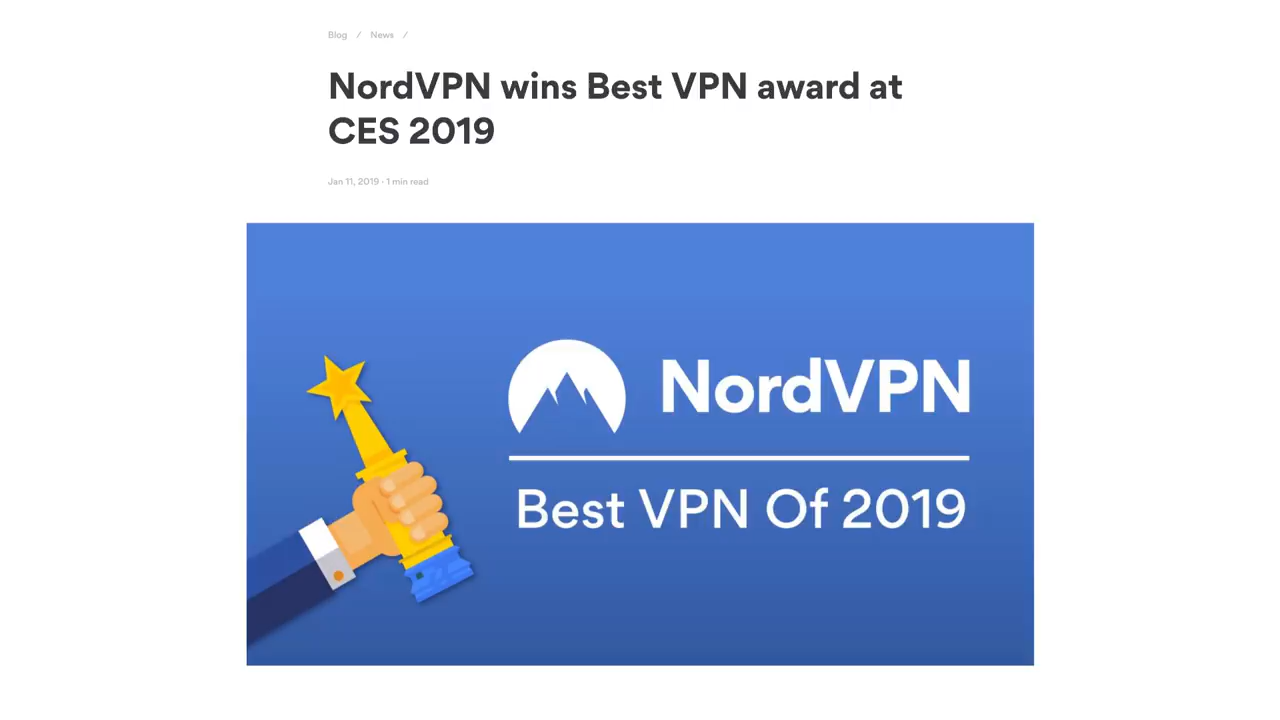 Blog / News /
NordVPN wins Best VPN award at
CES 2019
Jan 11, 2019 · 1 min read
NordVPN
Best VPN Of 2019